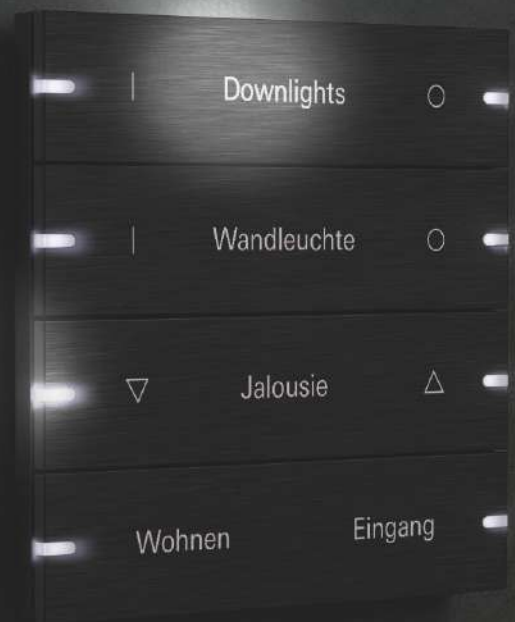 | Downlights ○
| Wandleuchte ○
▽ Jalousie △
Wohnen Eingang